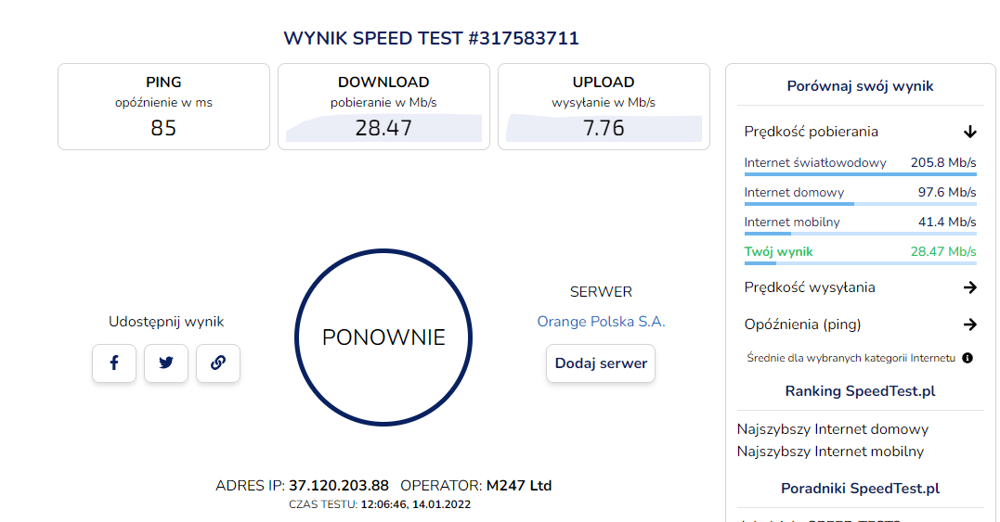 WYNIK SPEED TEST #317583711
PING
opóźnienie w ms
85
DOWNLOAD
pobieranie w Mb/s
28.47
UPLOAD
wysyłanie w Mb/s
7.76
Udostępnij wynik
PONOWNIE
SERWER
Orange Polska S.A.
Dodaj serwer
ADRES IP: 37.120.203.88 OPERATOR: M247 Ltd
CZAS TESTU: 12:06:46, 14.01.2022
Porównaj swój wynik
Prędkość pobierania
Internet światłowodowy 205.8 Mb/s
Internet domowy 97.6 Mb/s
Internet mobilny 41.4 Mb/s
Twój wynik 28.47 Mb/s
Prędkość wysyłania
Opóźnienia (ping)
Średnie dla wybranych kategorii Internetu
Ranking SpeedTest.pl
Najszybszy Internet domowy
Najszybszy Internet mobilny
Poradniki SpeedTest.pl